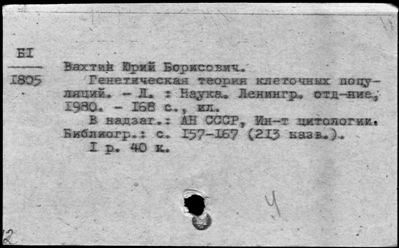 Б1
1805
Вахтин Юрий Борисович.
Генетическая теория клеточных попу-
ляций. - Л. : Наука. Ленингр. отд-ние,
1980. - 168 с., ил.
В надзаг.: АН СССР, Ин-т цитологии.
Библиогр.: с. 157-167 (213 назв.).
1 р. 40 к.